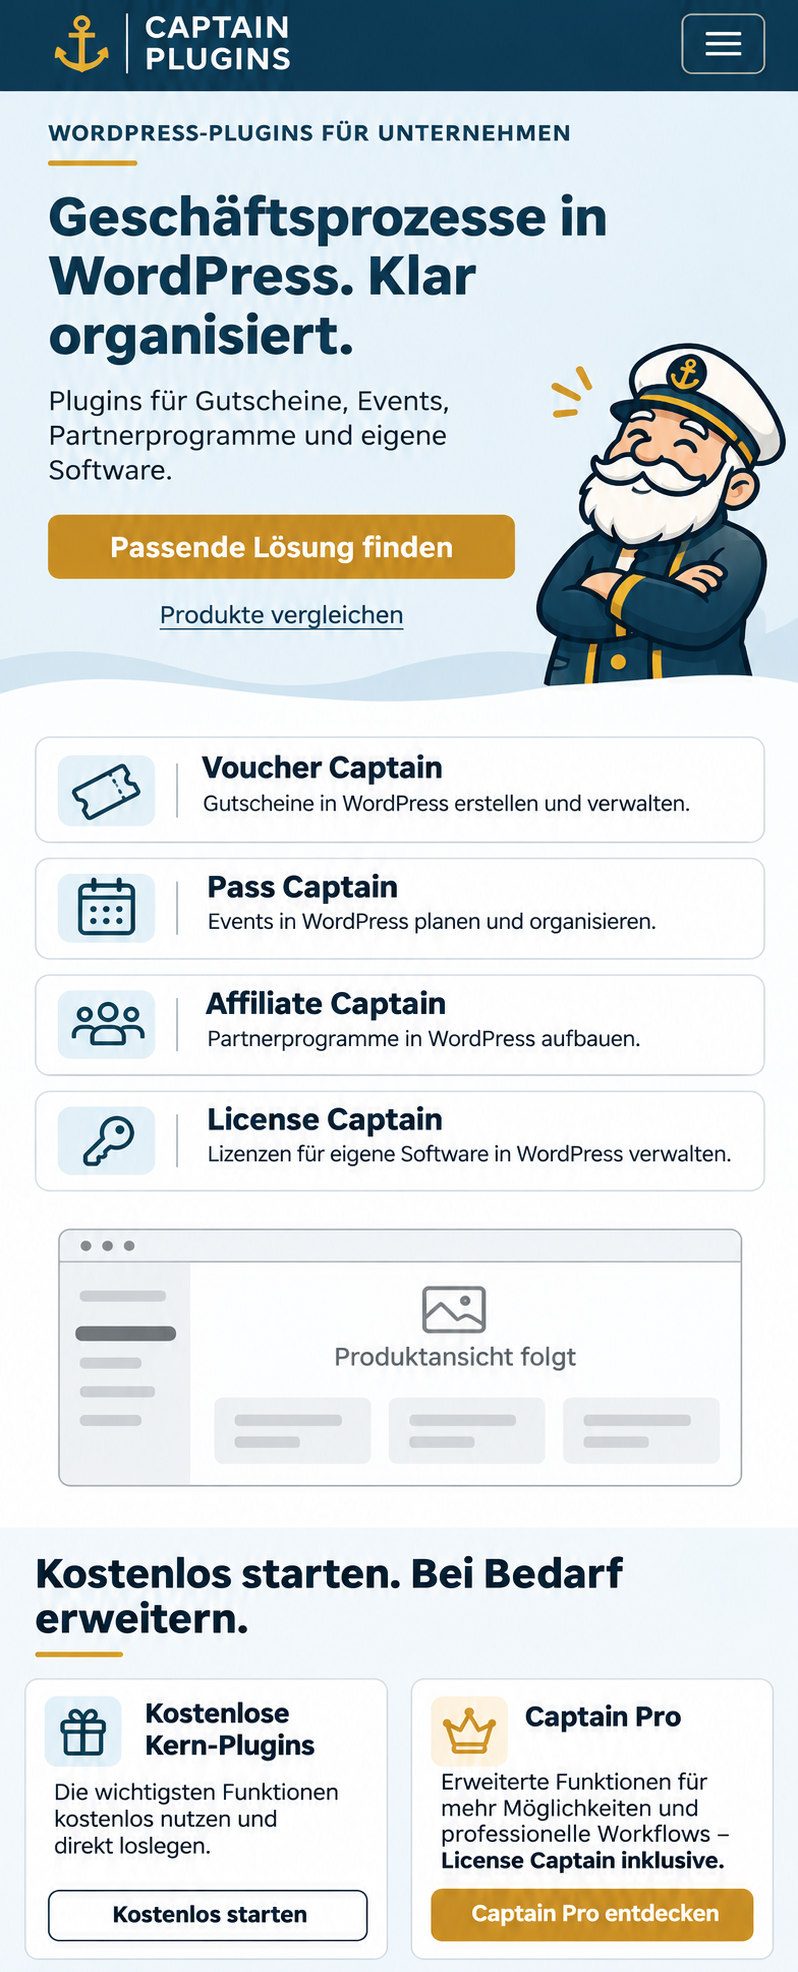 CAPTAIN
PLUGINS
WORDPRESS-PLUGINS FÜR UNTERNEHMEN
Geschäftsprozesse in
WordPress. Klar
organisiert.
Plugins für Gutscheine, Events,
Partnerprogramme und eigene
Software.
Passende Lösung finden
Produkte vergleichen
Voucher Captain
Gutscheine in WordPress erstellen und verwalten.
Pass Captain
Events in WordPress planen und organisieren.
Affiliate Captain
Partnerprogramme in WordPress aufbauen.
License Captain
Lizenzen für eigene Software in WordPress verwalten.
Produktansicht folgt
Kostenlos starten. Bei Bedarf
erweitern.
Kostenlose
Kern-Plugins
Die wichtigsten Funktionen
kostenlos nutzen und
direkt loslegen.
Kostenlos starten
Captain Pro
Erweiterte Funktionen für
mehr Möglichkeiten und
professionelle Workflows –
License Captain inklusive.
Captain Pro entdecken